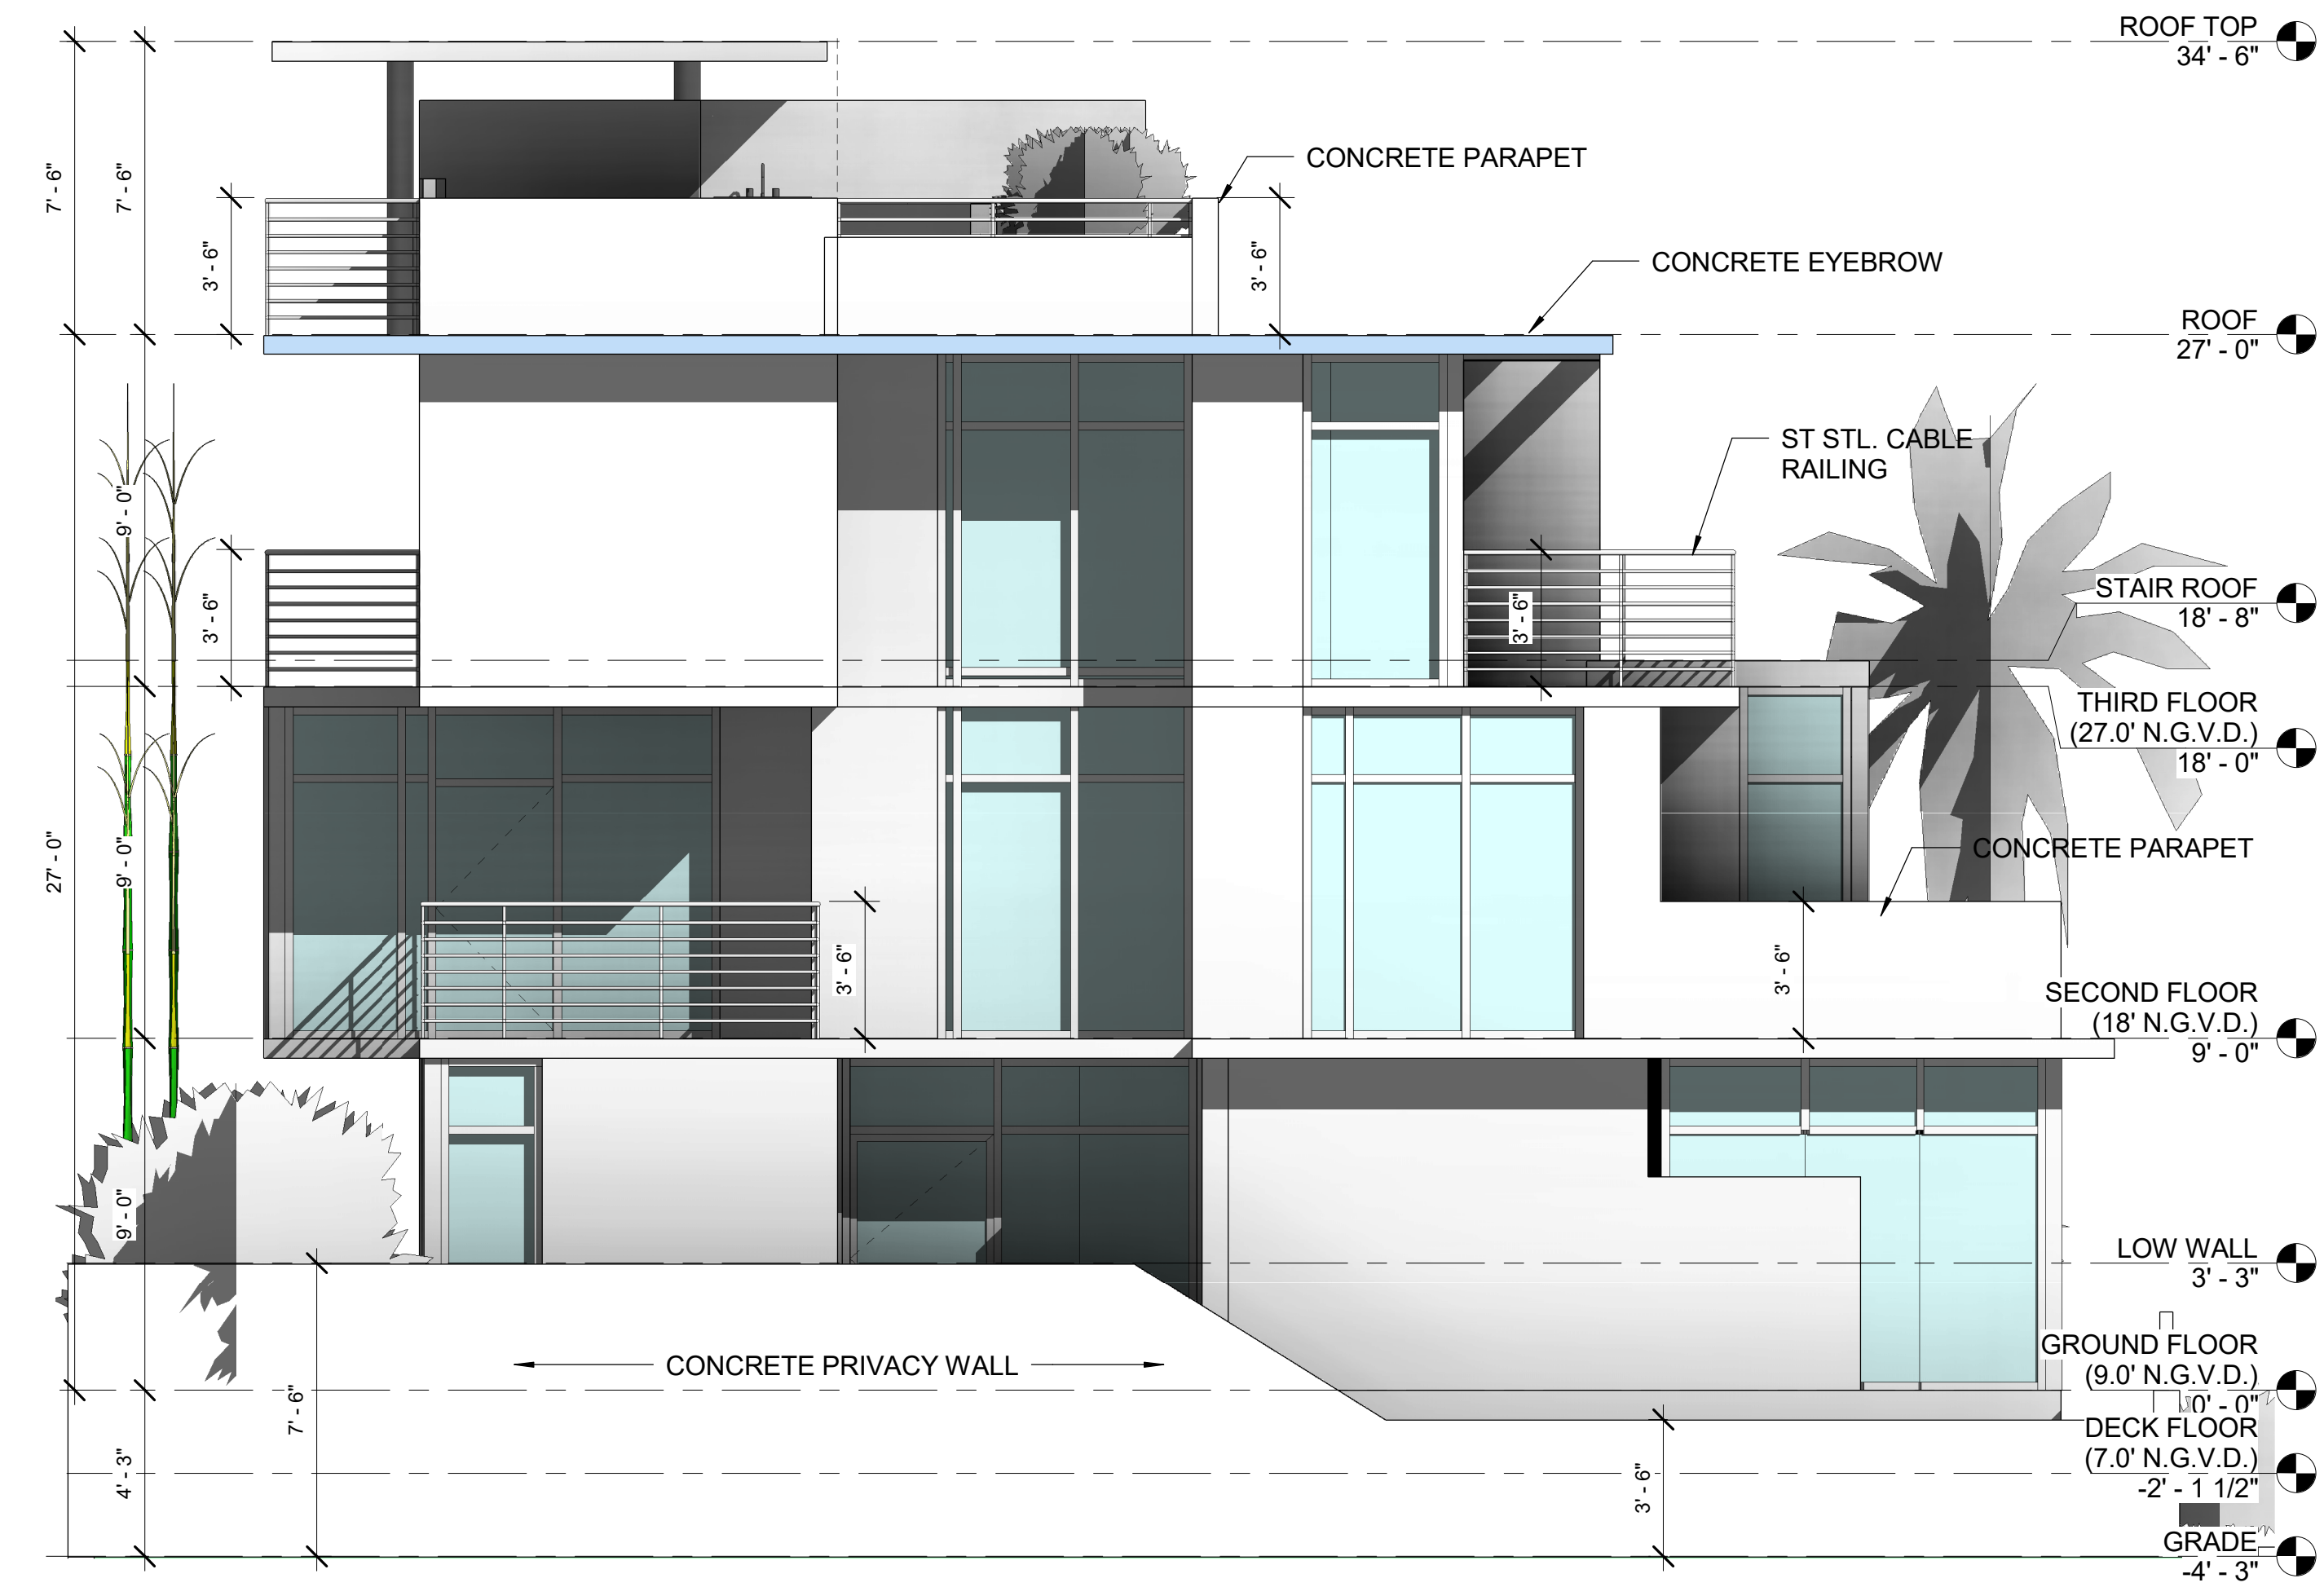 ROOF TOP
34' - 6"
7' - 6"
7' - 6"
CONCRETE PARAPET
3' - 6"
3' - 6"
CONCRETE EYEBROW
ROOF
27' - 0"
ST STL. CABLE
RAILING
9' - 0"
3' - 6"
3' - 6"
STAIR ROOF
18' - 8"
THIRD FLOOR
(27.0' N.G.V.D.)
18' - 0"
27' - 0"
9' - 0"
CONCRETE PARAPET
3' - 6"
3' - 6"
SECOND FLOOR
(18' N.G.V.D.)
9' - 0"
9' - 0"
LOW WALL
3' - 3"
CONCRETE PRIVACY WALL
GROUND FLOOR
(9.0' N.G.V.D.)
0' - 0"
7' - 6"
DECK FLOOR
(7.0' N.G.V.D.)
-2' - 1 1/2"
4' - 3"
3' - 6"
GRADE
-4' - 3"